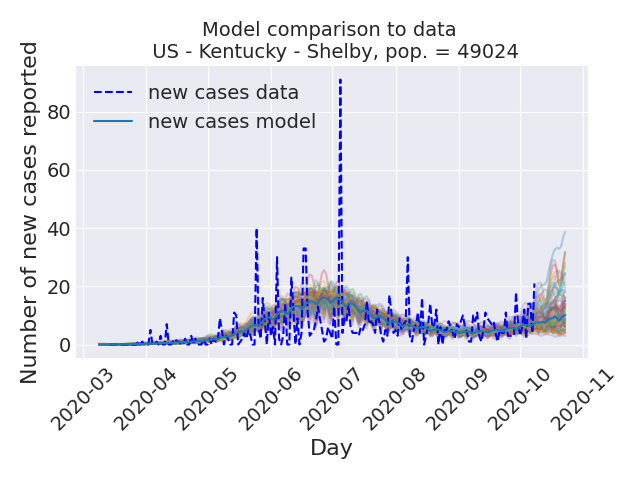 Model comparison to data
US - Kentucky - Shelby, pop. = 49024
Number of new cases reported
new cases data
new cases model
80
60
40
20
0
2020-03
2020-04
2020-05
2020-06
2020-07
2020-08
2020-09
2020-10
2020-11
Day